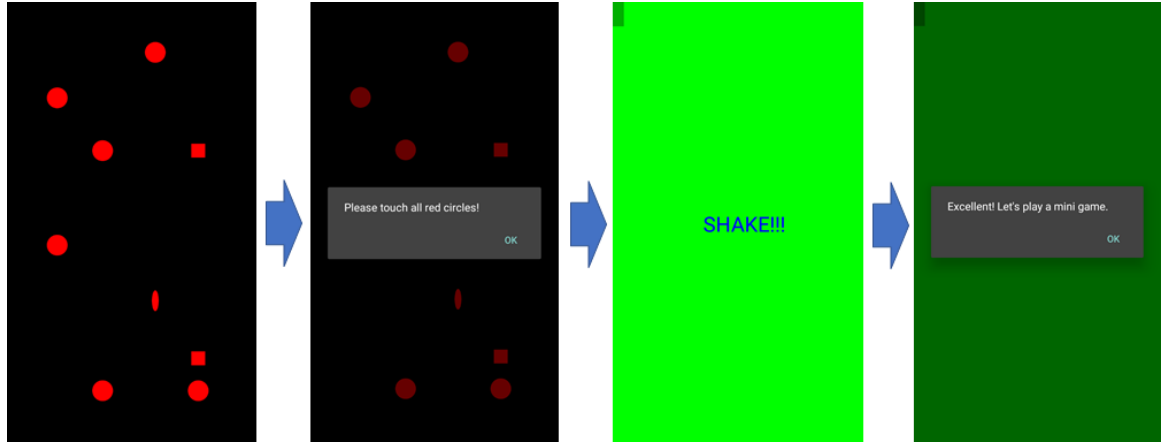 Please touch all red circles!
OK
SHAKE!!!
Excellent! Let's play a mini game.
OK